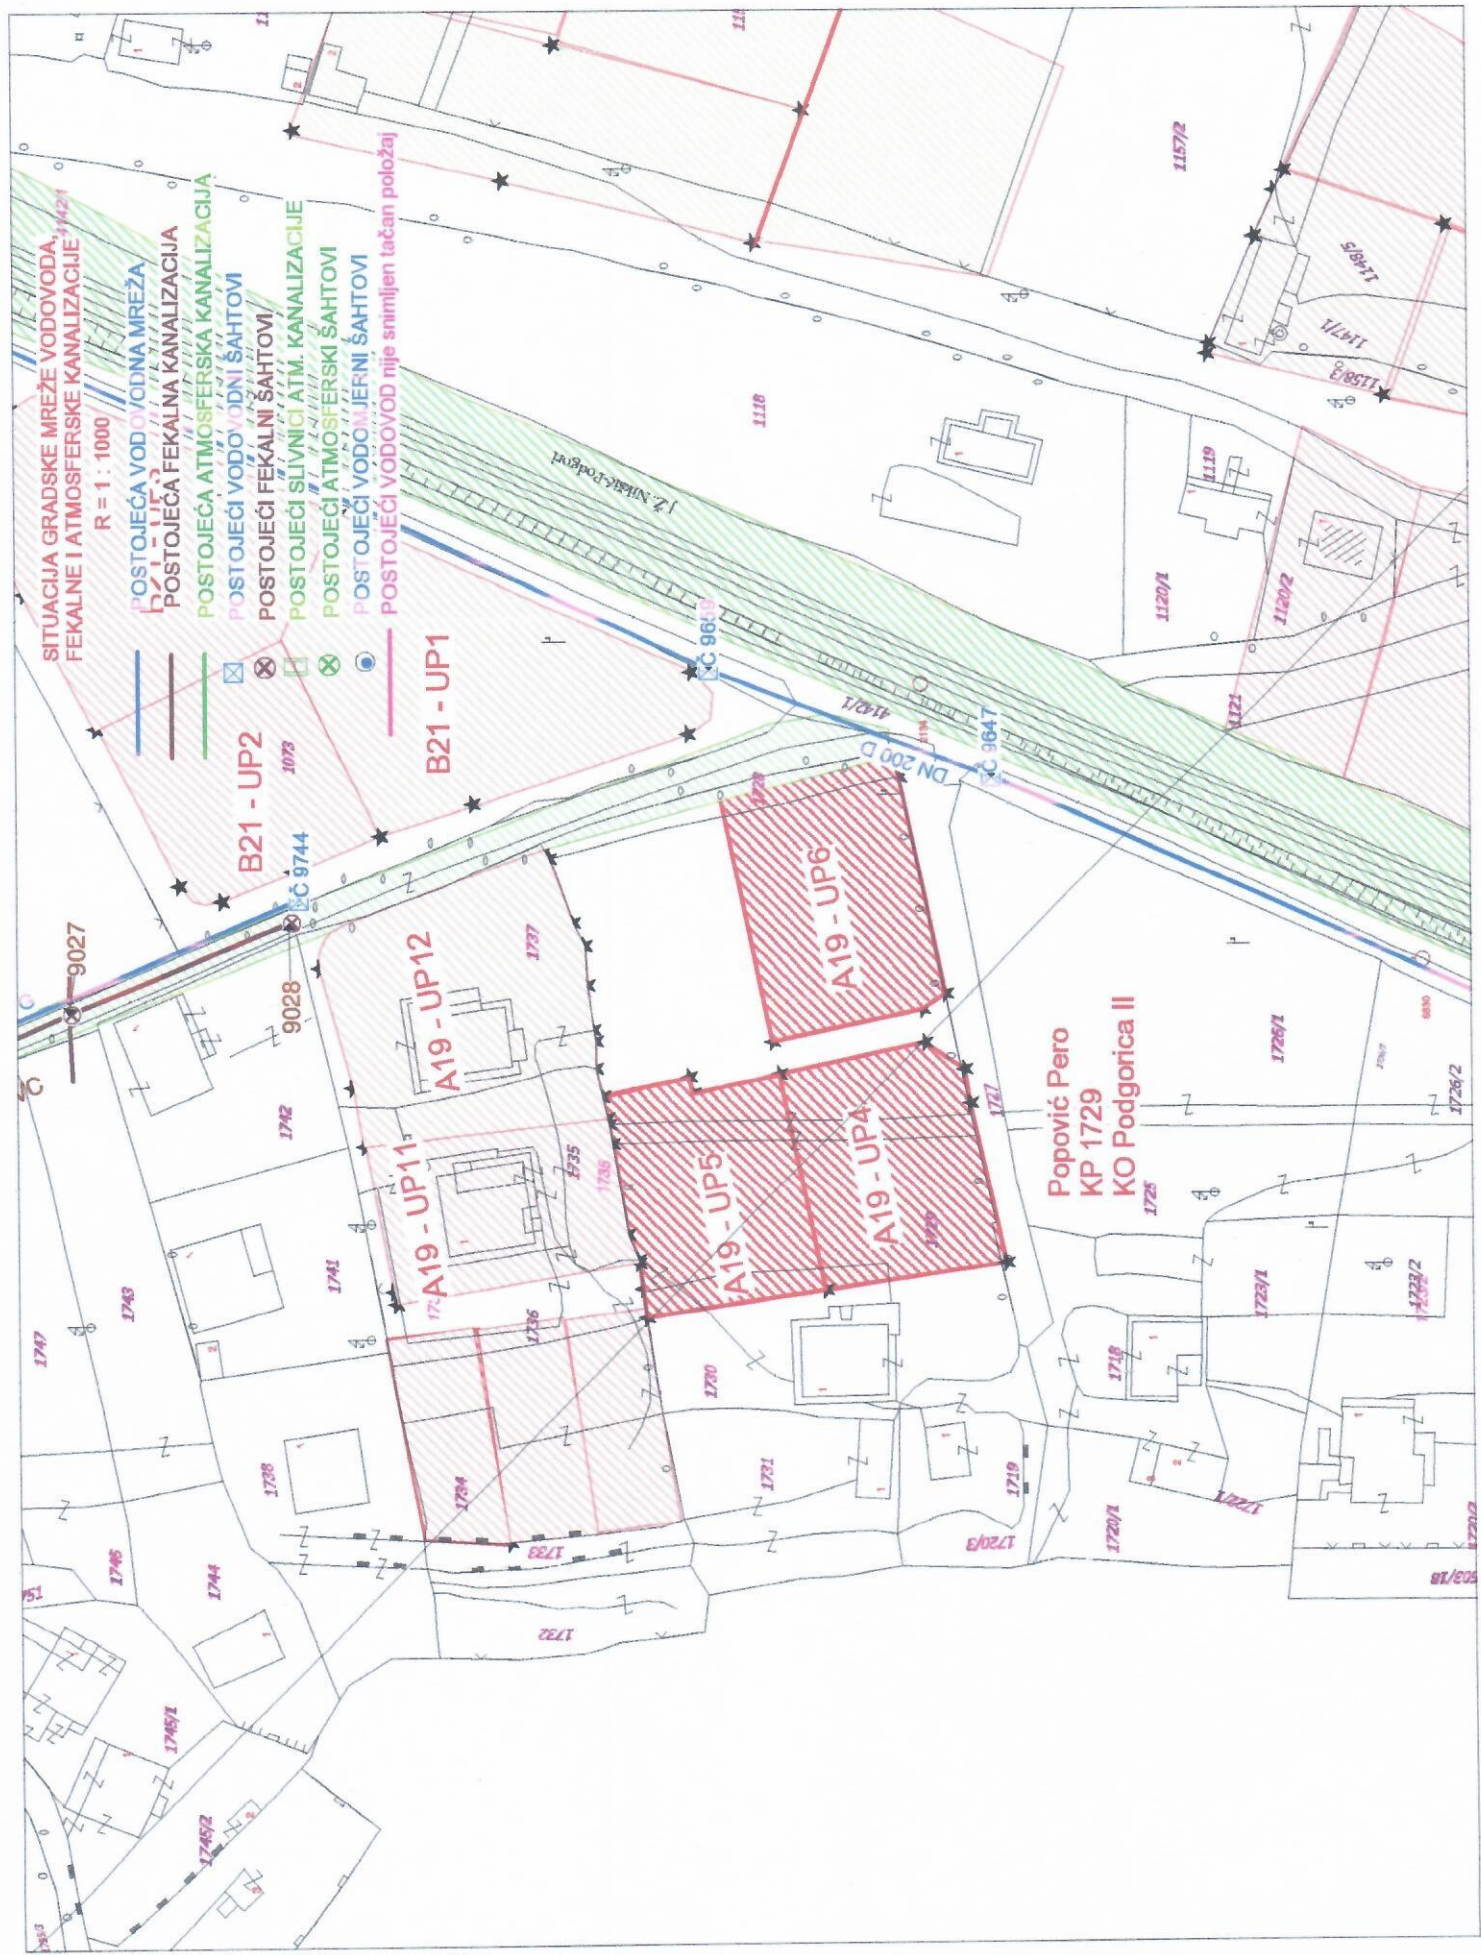 SITUACIJA GRADSKE MREŽE VODOVODA,
FEKALNE I ATMOSFERSKE KANALIZACIJE
R = 1 : 1000
POSTOJEĆA VODOVODNA MREŽA
POSTOJEĆA FEKALNA KANALIZACIJA
POSTOJEĆA ATMOSFERSKA KANALIZACIJA
POSTOJEĆI VODOVODNI ŠAHTOVI
POSTOJEĆI FEKALNI ŠAHTOVI
POSTOJEĆI SLIVNICI ATM. KANALIZACIJE
POSTOJEĆI ATMOSFERSKI ŠAHTOVI
POSTOJEĆI VODOMJERNI ŠAHTOVI
POSTOJEĆI VODOVOD nije snimljen tačan položaj
B21 - UP2
1073
B21 - UP1
9027
Č 9744
9028
Č 9659
4142/1
DN 200 D
Č 9647
1728
A19 - UP6
A19 - UP12
1737
A19 - UP11
1735
1736
A19 - UP5
A19 - UP4
1729
1727
Popović Pero
KP 1729
KO Podgorica II
1726/1
1726/2
1725
1723/1
1723/2
1718
1719
1720/1
1720/3
1722/1
1730
1731
1732
1733
1734
1738
1741
1742
1743
1744
1746
1747
1745/1
1745/2
1118
1119
1120/1
1120/2
1121
1157/2
1148/5
1147/1
1158/3